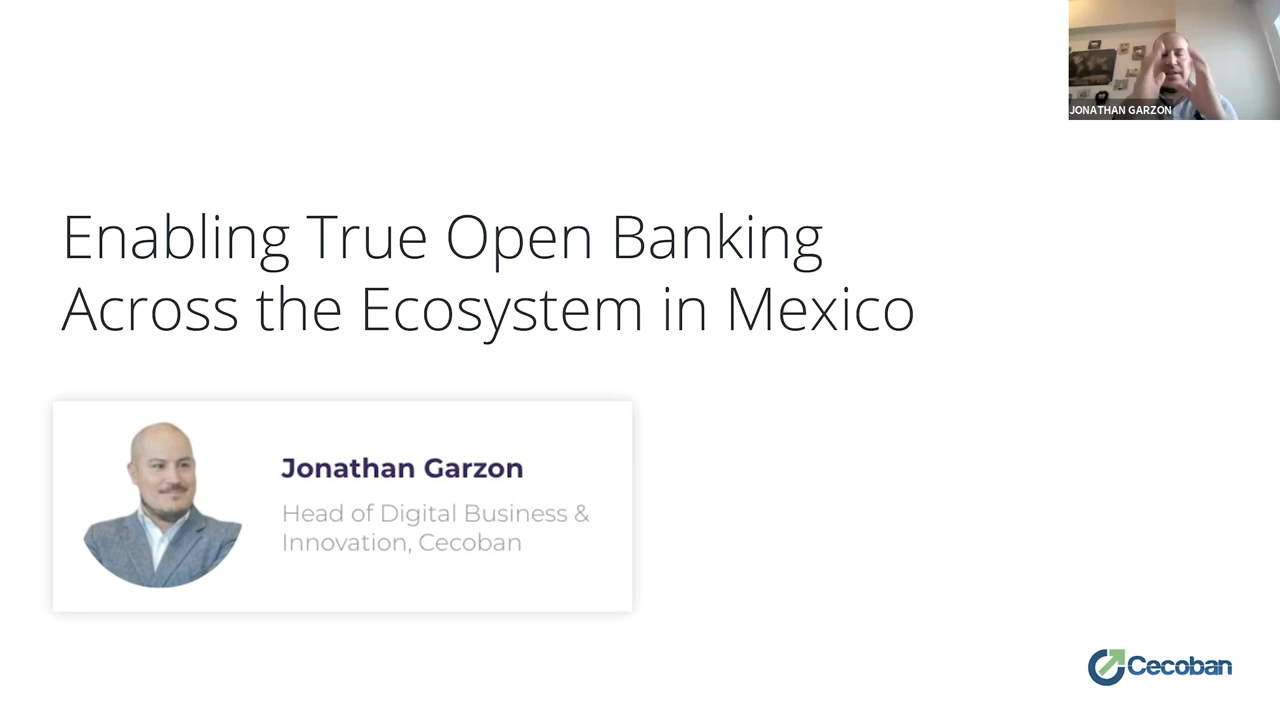 JONATHAN GARZON
Enabling True Open Banking
Across the Ecosystem in Mexico
Jonathan Garzon
Head of Digital Business &
Innovation, Cecoban
Cecoban